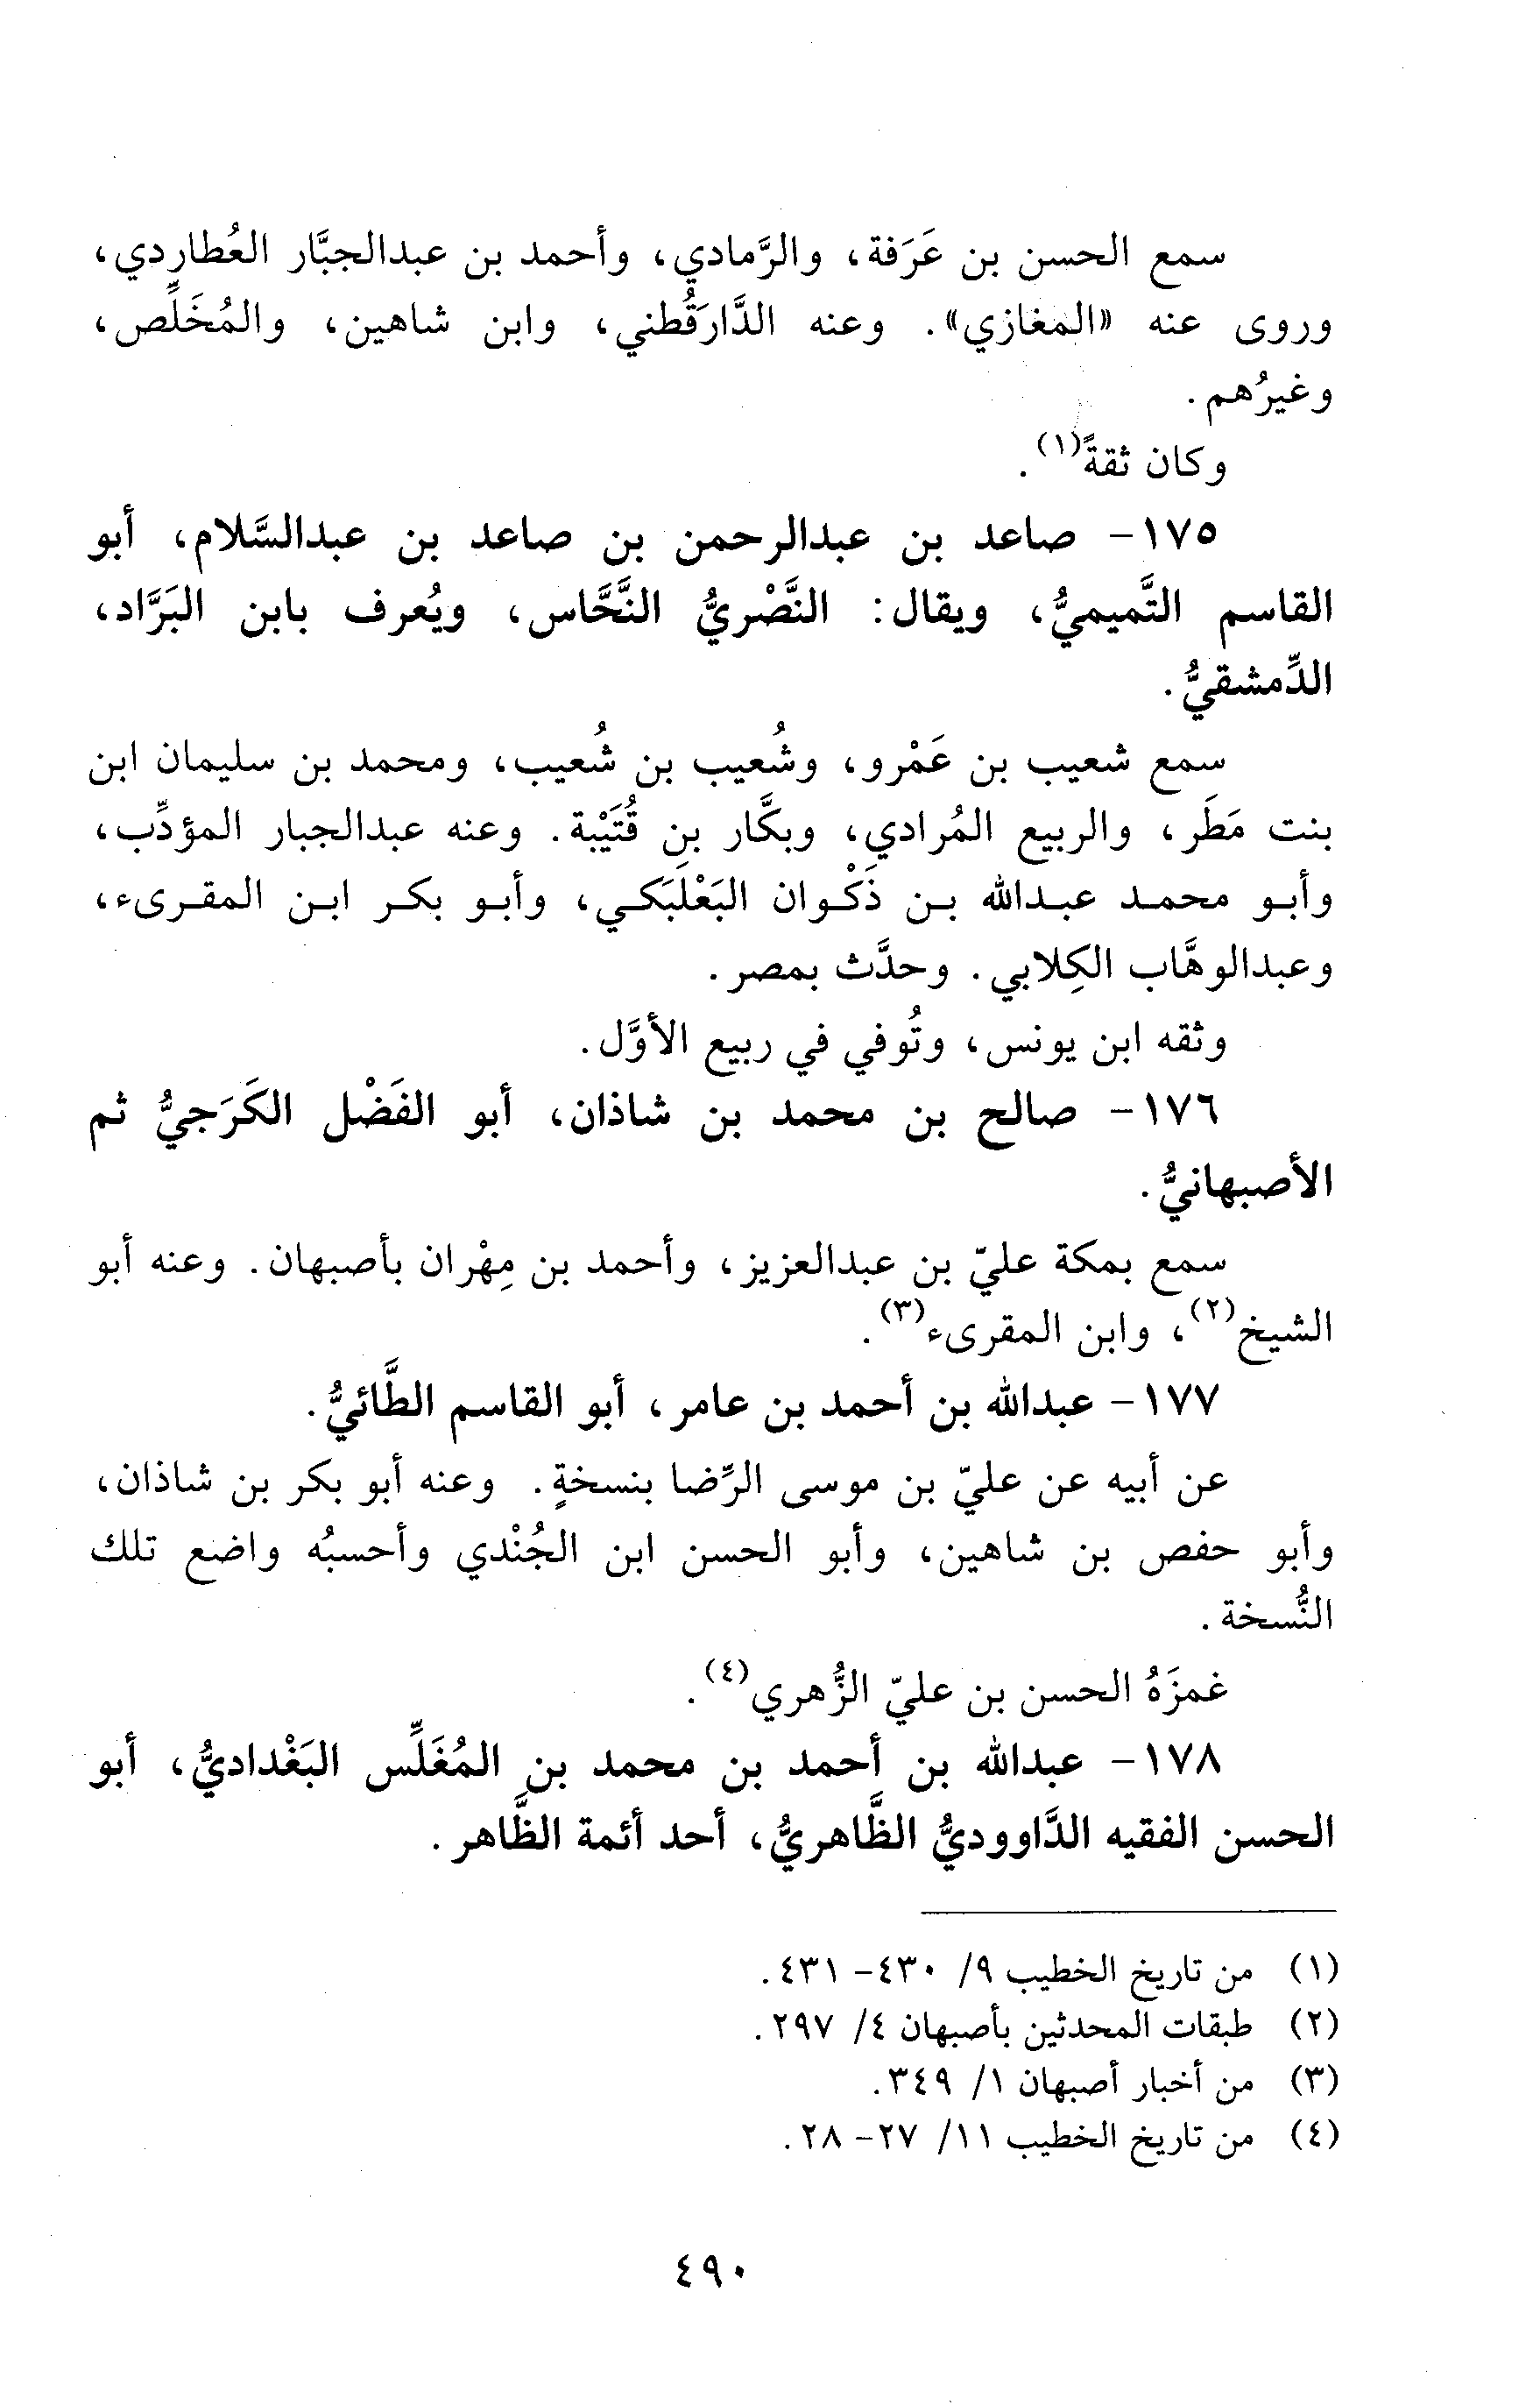 سمع الحسن بن عَرَفة، والرَّمادي، وأحمد بن عبدالجبَّار العُطاردي،
وروى عنه «المغازي». وعنه الدَّارَقُطني، وابن شاهين، والمُخَلِّص،
وغيرُهم.
وكان ثقةً(١).
١٧٥- صاعد بن عبدالرحمن بن صاعد بن عبدالسَّلام، أبو
القاسم التَّميميُّ، ويقال: النَّصْريُّ النَّحَّاس، ويُعرف بابن البَرَّاد،
الدِّمشقيُّ.
سمع شعيب بن عَمْرو، وشُعيب بن شُعيب، ومحمد بن سليمان ابن
بنت مَطَر، والربيع المُرادي، وبكَّار بن قُتَيْبة. وعنه عبدالجبار المؤدِّب،
وأبو محمد عبدالله بن ذَكْوان البَعْلَبَكي، وأبو بكر ابن المقرىء،
وعبدالوهَّاب الكِلابي. وحدَّث بمصر.
وثقه ابن يونس، وتُوفي في ربيع الأوَّل.
١٧٦- صالح بن محمد بن شاذان، أبو الفَضْل الكَرَجيُّ ثم
الأصبهانيُّ.
سمع بمكة عليّ بن عبدالعزيز، وأحمد بن مِهْران بأصبهان. وعنه أبو
الشيخ(٢)، وابن المقرىء(٣).
١٧٧- عبدالله بن أحمد بن عامر، أبو القاسم الطَّائيُّ.
عن أبيه عن عليّ بن موسى الرِّضا بنسخةٍ. وعنه أبو بكر بن شاذان،
وأبو حفص بن شاهين، وأبو الحسن ابن الجُنْدي وأحسبُه واضع تلك
النُّسخة.
غمزَهُ الحسن بن عليّ الزُّهري(٤).
١٧٨- عبدالله بن أحمد بن محمد بن المُغَلِّس البَغْداديُّ، أبو
الحسن الفقيه الدَّاووديُّ الظَّاهريُّ، أحد أئمة الظَّاهر.
(١) من تاريخ الخطيب ٩/ ٤٣٠- ٤٣١.
(٢) طبقات المحدثين بأصبهان ٤/ ٢٩٧.
(٣) من أخبار أصبهان ١/ ٣٤٩.
(٤) من تاريخ الخطيب ١١/ ٢٧- ٢٨.
٤٩٠